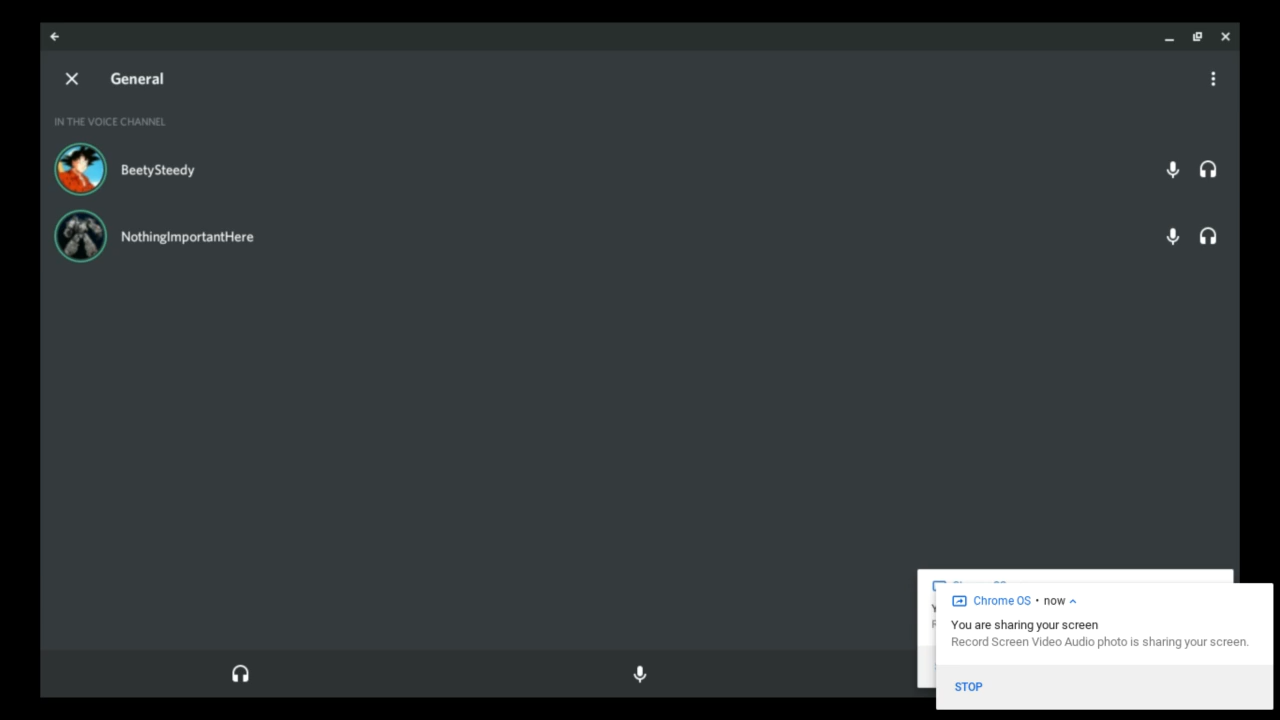 General
IN THE VOICE CHANNEL
BeetySteedy
NothingImportantHere
Chrome OS • now
You are sharing your screen
Record Screen Video Audio photo is sharing your screen.
STOP